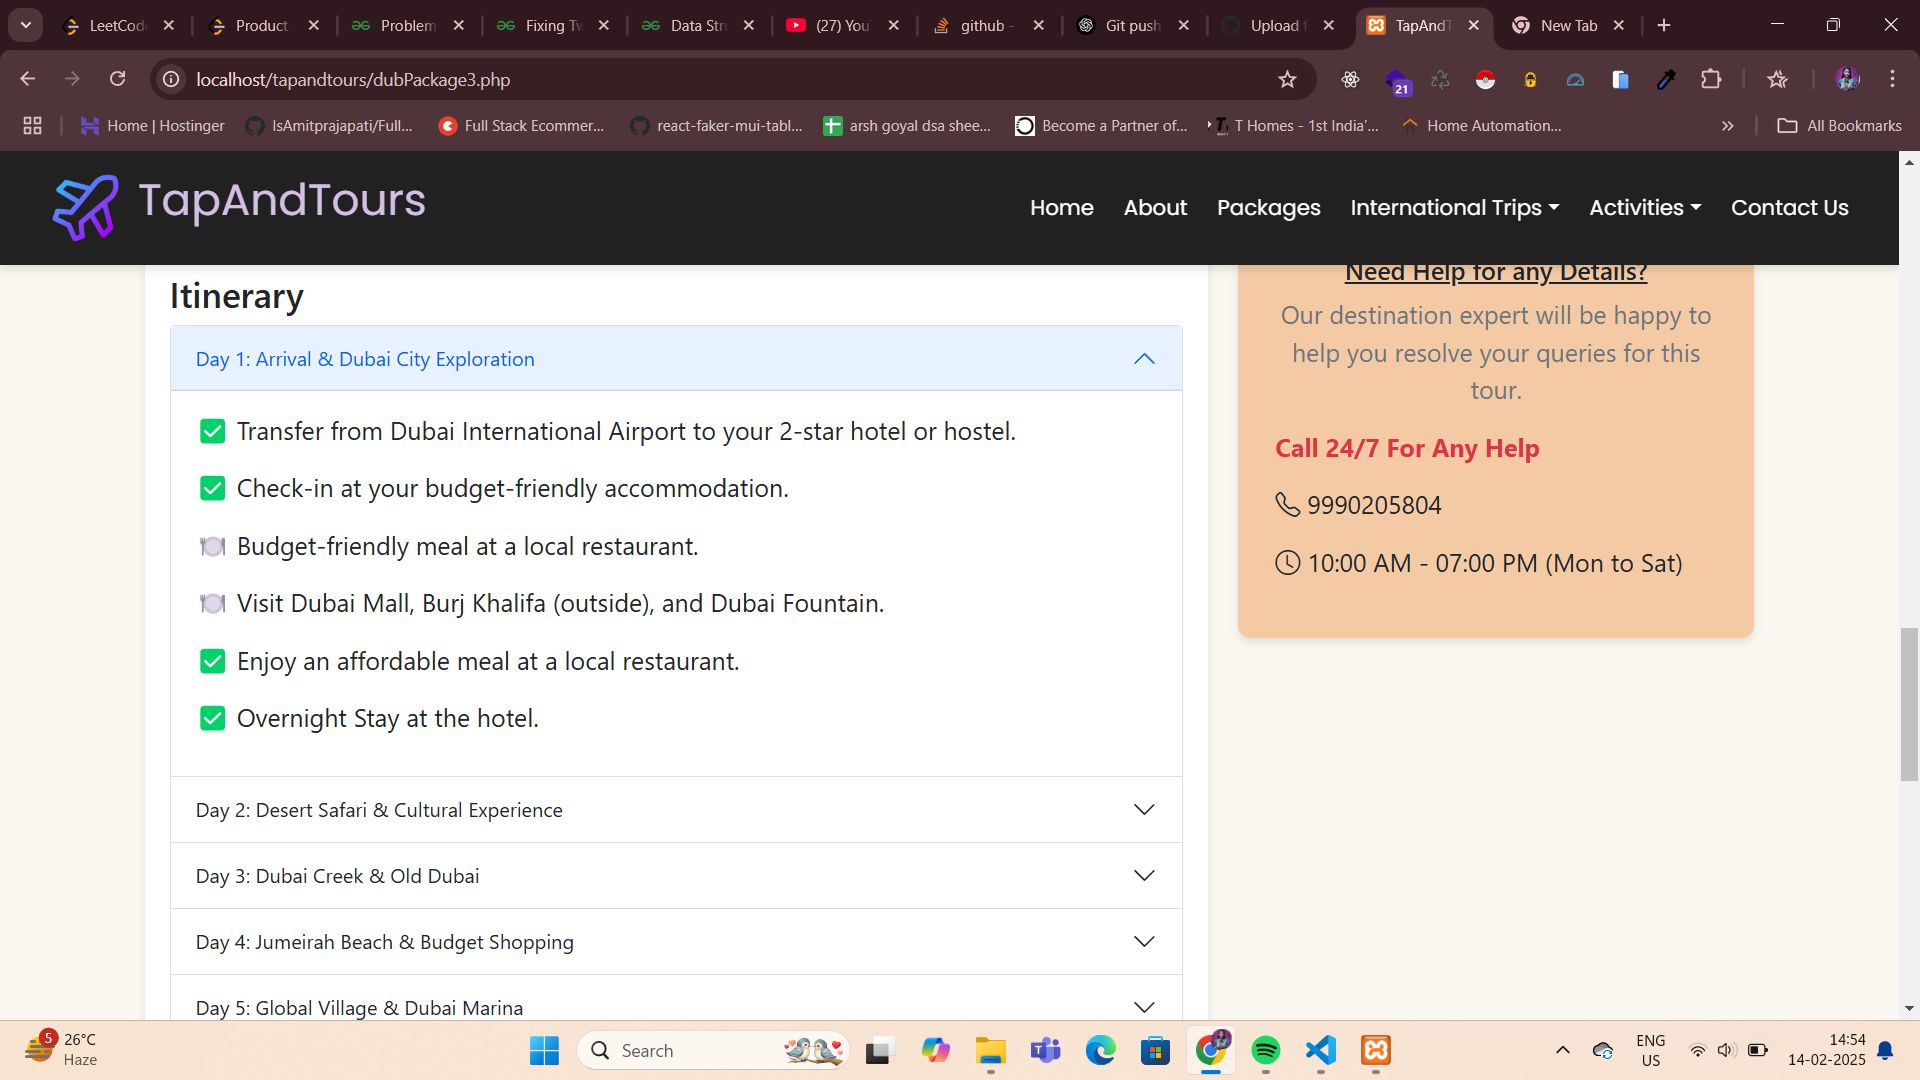 LeetCod
Product
Problem
Fixing Tw
Data Stru
(27) You
github -
Git push
Upload f
TapAndT
New Tab
localhost/tapandtours/dubPackage3.php
21
Home | Hostinger
IsAmitprajapati/Full...
Full Stack Ecommer...
react-faker-mui-tabl...
arsh goyal dsa shee...
Become a Partner of...
T Homes - 1st India'...
Home Automation...
All Bookmarks
TapAndTours
Home
About
Packages
International Trips
Activities
Contact Us
Itinerary
Day 1: Arrival & Dubai City Exploration
Transfer from Dubai International Airport to your 2-star hotel or hostel.
Check-in at your budget-friendly accommodation.
Budget-friendly meal at a local restaurant.
Visit Dubai Mall, Burj Khalifa (outside), and Dubai Fountain.
Enjoy an affordable meal at a local restaurant.
Overnight Stay at the hotel.
Day 2: Desert Safari & Cultural Experience
Day 3: Dubai Creek & Old Dubai
Day 4: Jumeirah Beach & Budget Shopping
Day 5: Global Village & Dubai Marina
Need Help for any Details?
Our destination expert will be happy to
help you resolve your queries for this
tour.
Call 24/7 For Any Help
9990205804
10:00 AM - 07:00 PM (Mon to Sat)
5
26°C
Haze
Search
ENG
US
14:54
14-02-2025